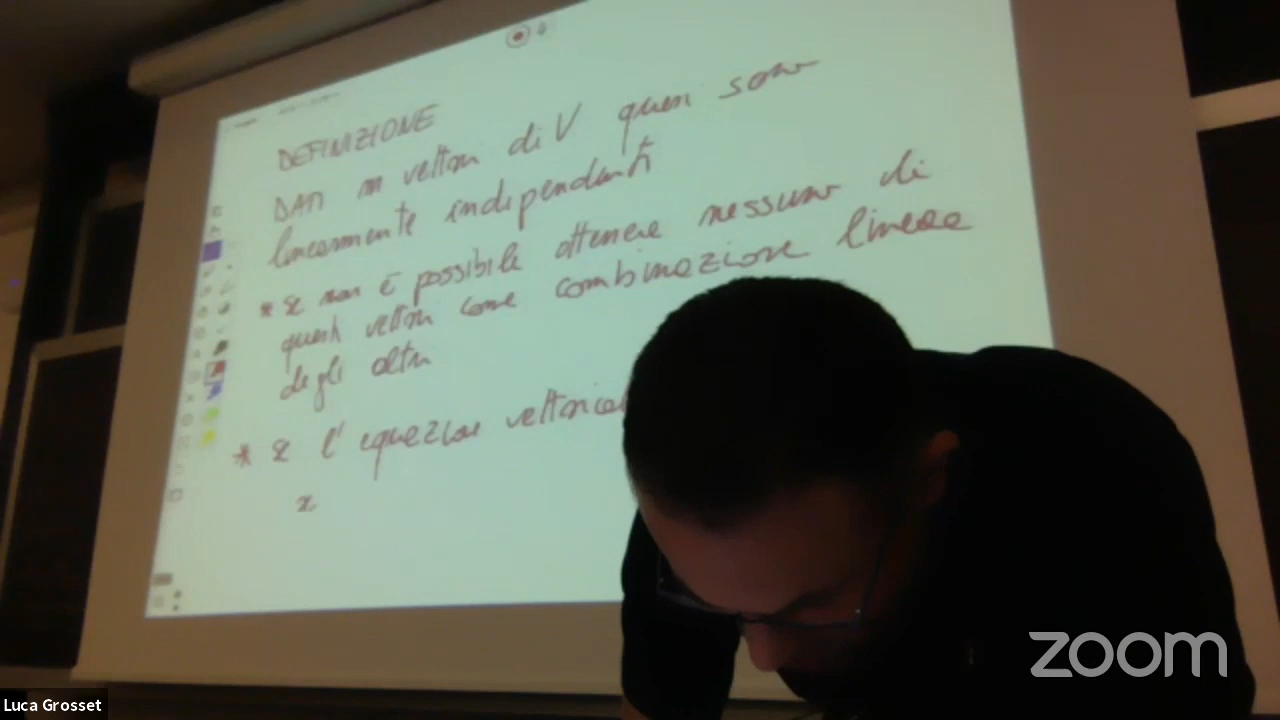 DEFINIZIONE
DATI m vettori di V questi sono
linearmente indipendenti
* se non è possibile ottenere nessuno di
questi vettori come combinazione lineare
degli altri
* se l'equazione vettoriale
x
zoom
Luca Grosset